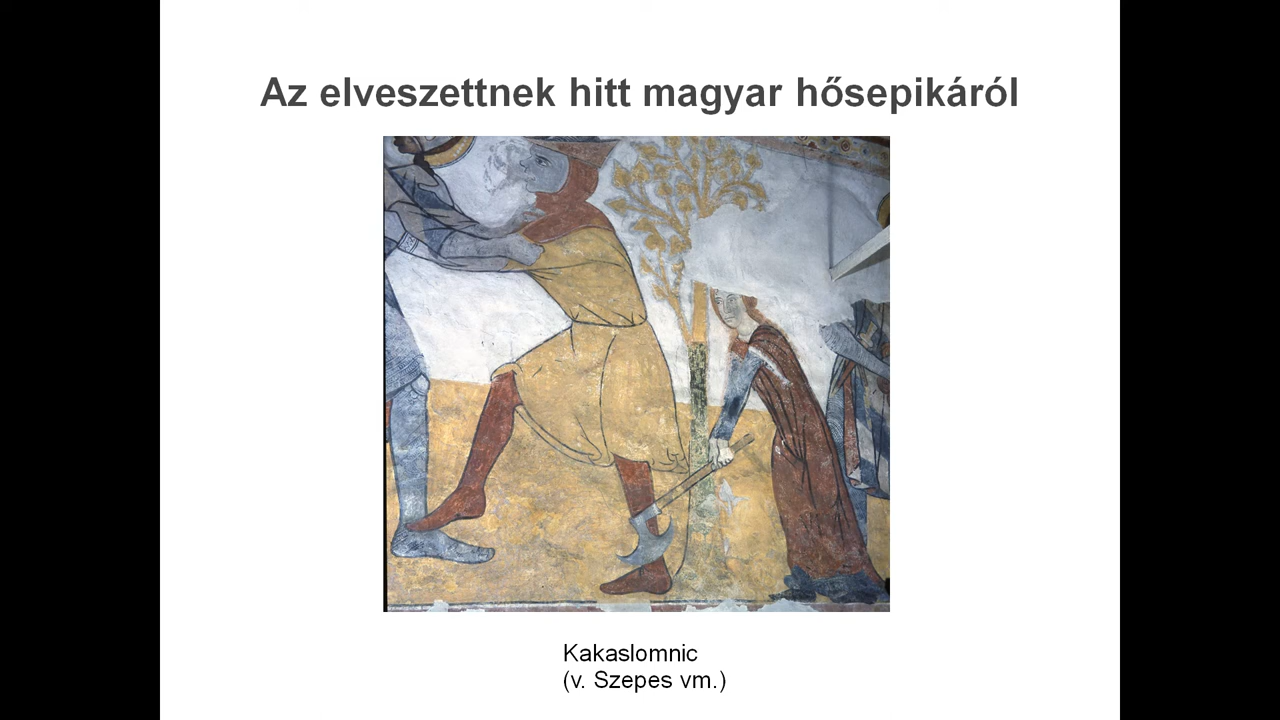 Az elveszettnek hitt magyar hősepikáról
Kakaslomnic
(v. Szepes vm.)